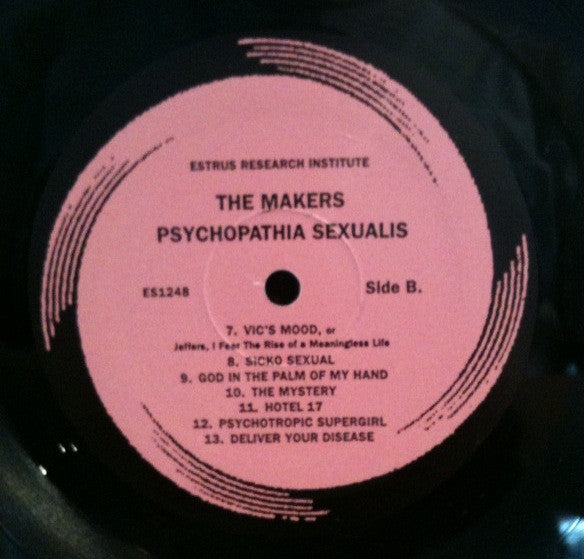 ESTRUS RESEARCH INSTITUTE
THE MAKERS
PSYCHOPATHIA SEXUALIS
ES1248 Side B.
7. VIC'S MOOD, or
Jeffers, I Fear The Rise of a Meaningless Life
8. SICKO SEXUAL
9. GOD IN THE PALM OF MY HAND
10. THE MYSTERY
11. HOTEL 17
12. PSYCHOTROPIC SUPERGIRL
13. DELIVER YOUR DISEASE